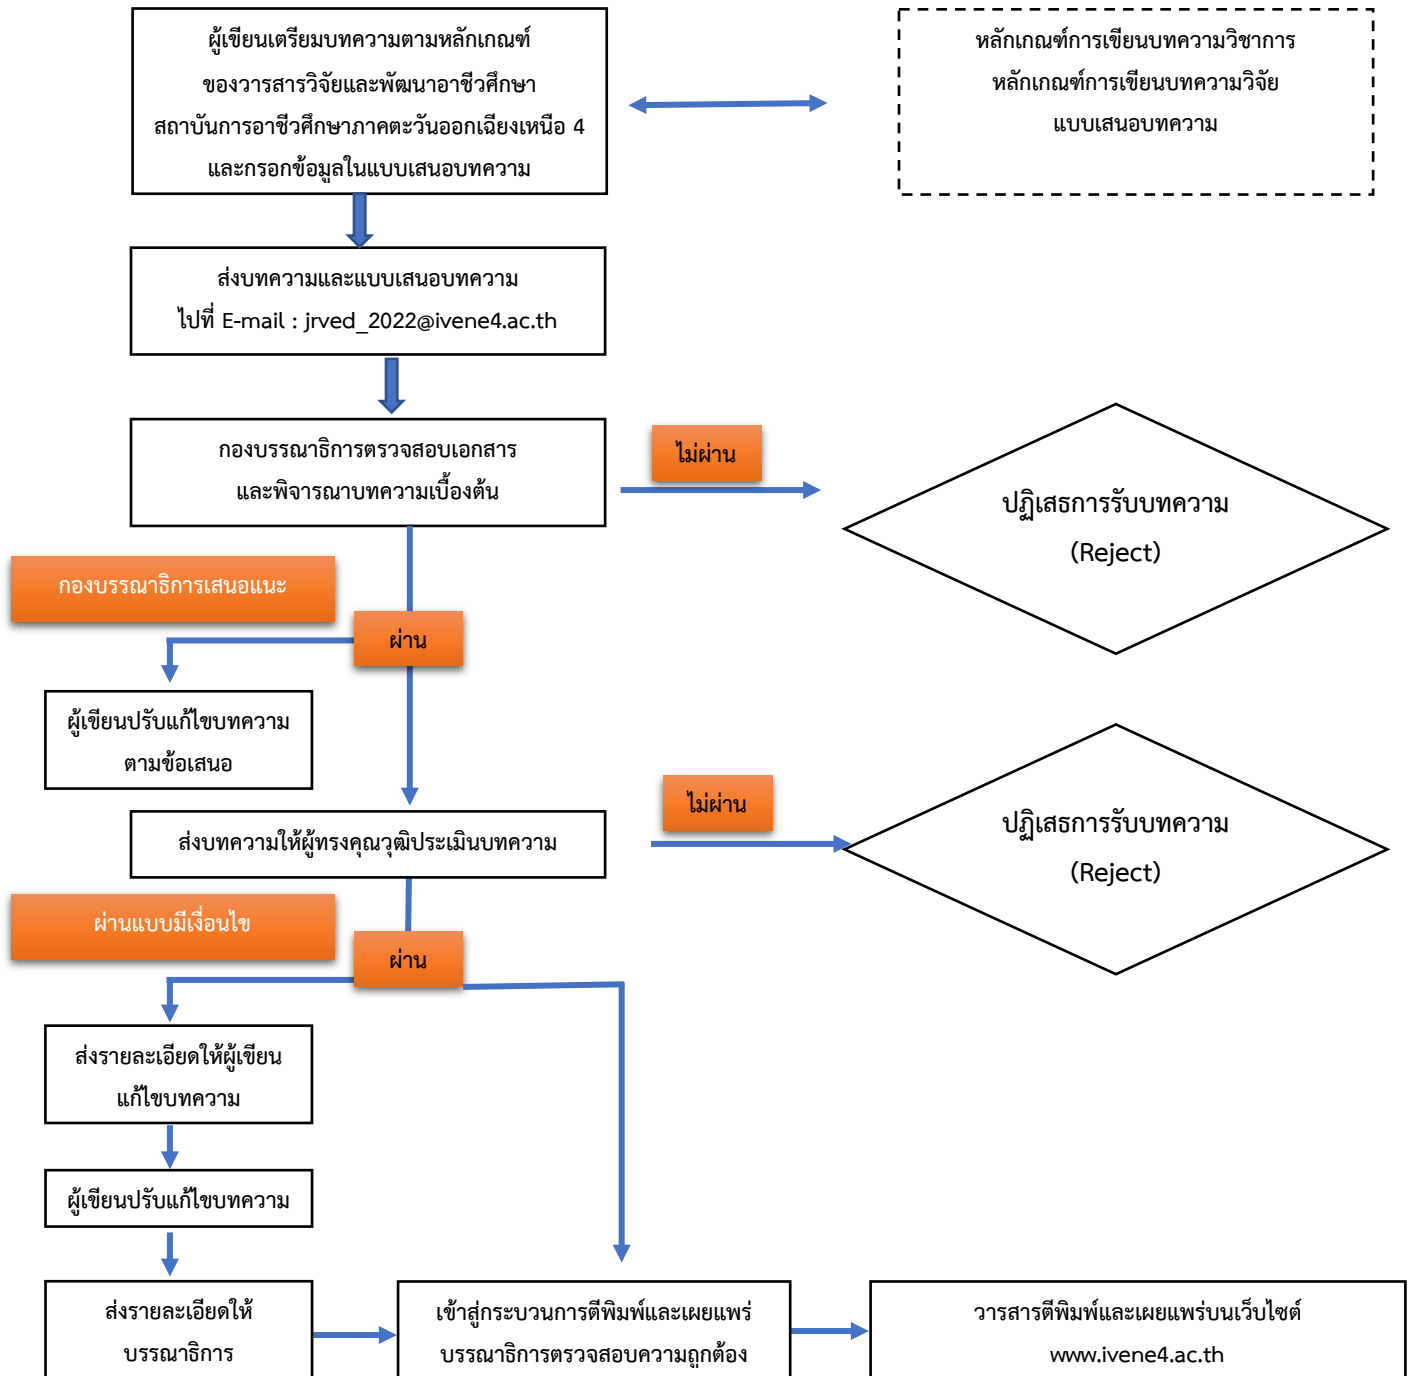 ผู้เขียนเตรียมบทความตามหลักเกณฑ์
ของวารสารวิจัยและพัฒนาอาชีวศึกษา
สถาบันการอาชีวศึกษาภาคตะวันออกเฉียงเหนือ 4
และกรอกข้อมูลในแบบเสนอบทความ
หลักเกณฑ์การเขียนบทความวิชาการ
หลักเกณฑ์การเขียนบทความวิจัย
แบบเสนอบทความ
ส่งบทความและแบบเสนอบทความ
ไปที่ E-mail : jrved_2022@ivene4.ac.th
กองบรรณาธิการตรวจสอบเอกสาร
และพิจารณาบทความเบื้องต้น
ไม่ผ่าน
ปฏิเสธการรับบทความ
(Reject)
กองบรรณาธิการเสนอแนะ
ผ่าน
ผู้เขียนปรับแก้ไขบทความ
ตามข้อเสนอ
ส่งบทความให้ผู้ทรงคุณวุฒิประเมินบทความ
ไม่ผ่าน
ปฏิเสธการรับบทความ
(Reject)
ผ่านแบบมีเงื่อนไข
ผ่าน
ส่งรายละเอียดให้ผู้เขียน
แก้ไขบทความ
ผู้เขียนปรับแก้ไขบทความ
ส่งรายละเอียดให้
บรรณาธิการ
เข้าสู่กระบวนการตีพิมพ์และเผยแพร่
บรรณาธิการตรวจสอบความถูกต้อง
วารสารตีพิมพ์และเผยแพร่บนเว็บไซต์
www.ivene4.ac.th